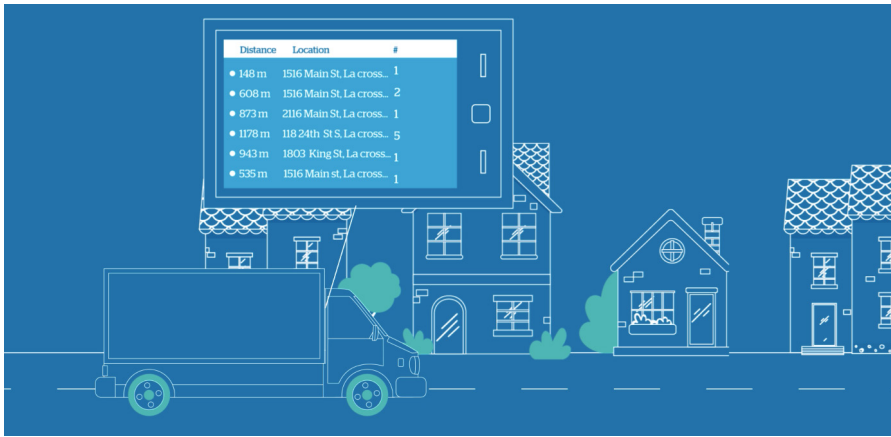 Distance Location #
148 m 1516 Main St, La cross... 1
608 m 1516 Main St, La cross... 2
873 m 2116 Main St, La cross... 1
1178 m 118 24th St S, La cross... 5
943 m 1803 King St, La cross... 1
535 m 1516 Main st, La cross... 1